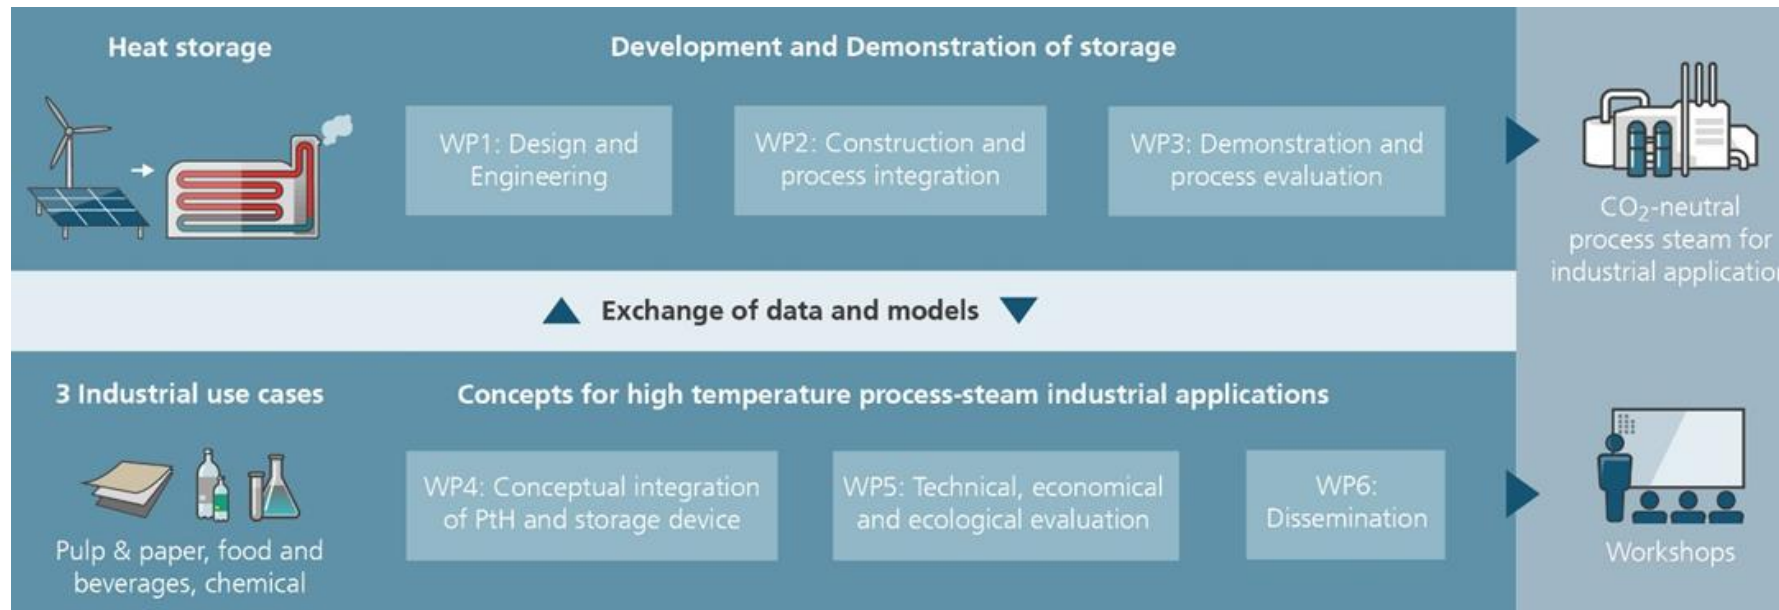 Heat storage
Development and Demonstration of storage
WP1: Design and
Engineering
WP2: Construction and
process integration
WP3: Demonstration and
process evaluation
CO₂-neutral
process steam for
industrial application
Exchange of data and models
3 Industrial use cases
Concepts for high temperature process-steam industrial applications
Pulp & paper, food and
beverages, chemical
WP4: Conceptual integration
of PtH and storage device
WP5: Technical, economical
and ecological evaluation
WP6:
Dissemination
Workshops